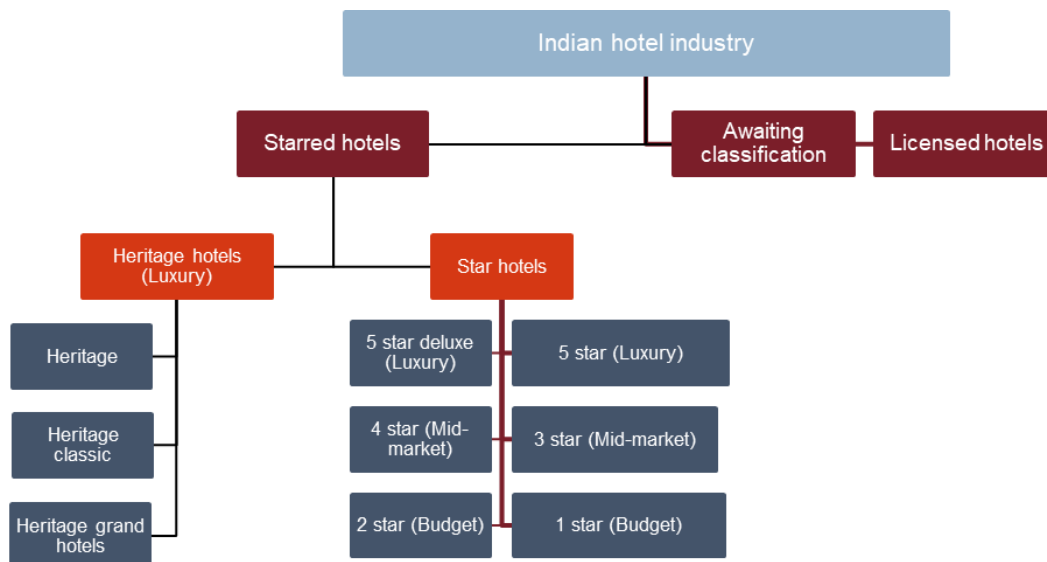 Indian hotel industry
Starred hotels
Awaiting
classification
Licensed hotels
Heritage hotels
(Luxury)
Star hotels
Heritage
Heritage
classic
Heritage grand
hotels
5 star deluxe
(Luxury)
5 star (Luxury)
4 star (Mid-
market)
3 star (Mid-market)
2 star (Budget)
1 star (Budget)